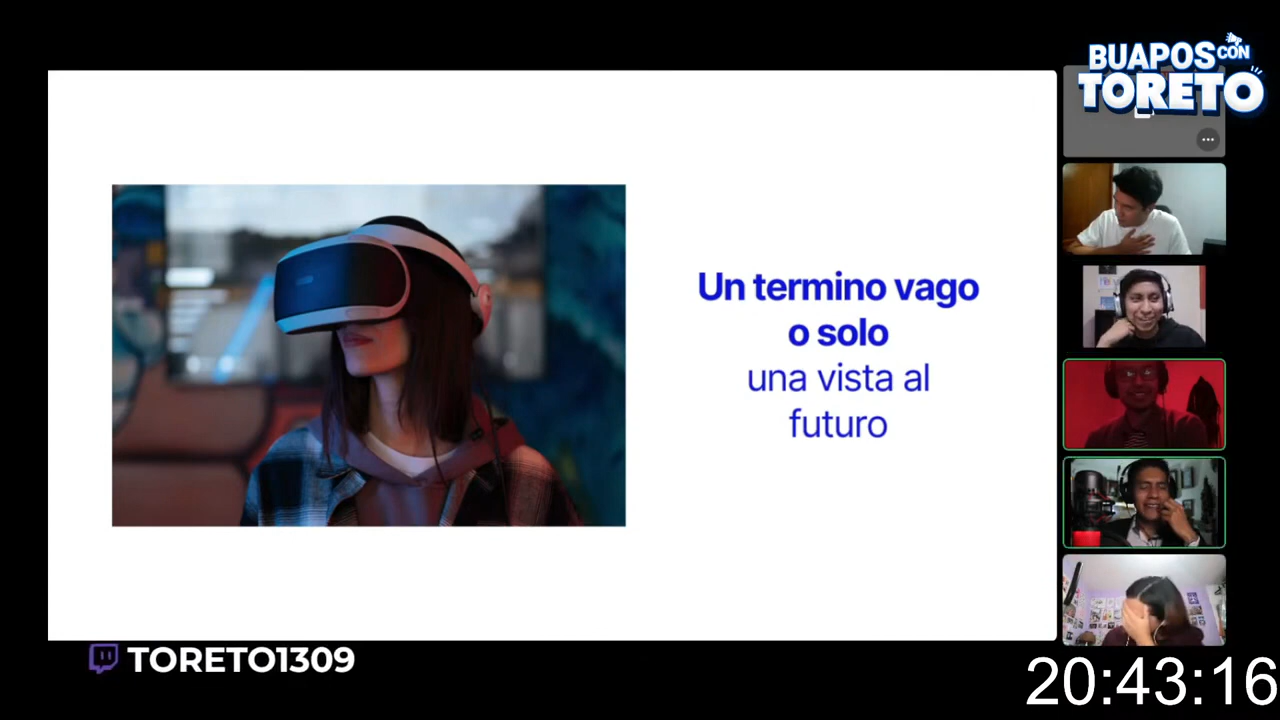 BUAPOS CON
TORETO
Un termino vago
o solo
una vista al
futuro
TORETO1309
20:43:16